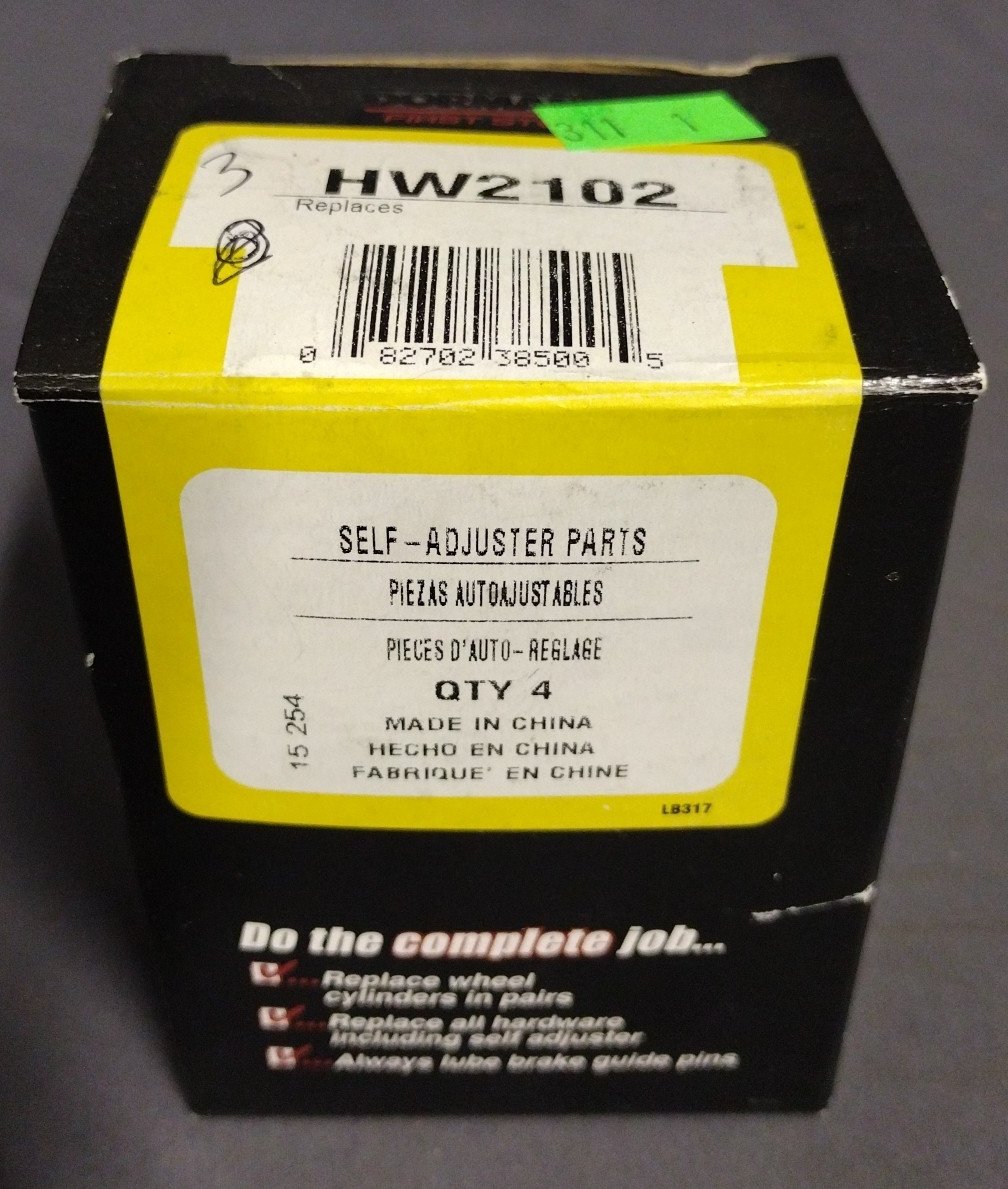 FIRST ST
311 1
3
HW2102
Replaces
0 82702 38500 5
SELF-ADJUSTER PARTS
PIEZAS AUTOAJUSTABLES
PIECES D'AUTO-REGLAGE
QTY 4
MADE IN CHINA
HECHO EN CHINA
FABRIQUE' EN CHINE
15 254
LB317
Do the complete job...
...Replace wheel
cylinders in pairs
...Replace all hardware
including self adjuster
...Always lube brake guide pins